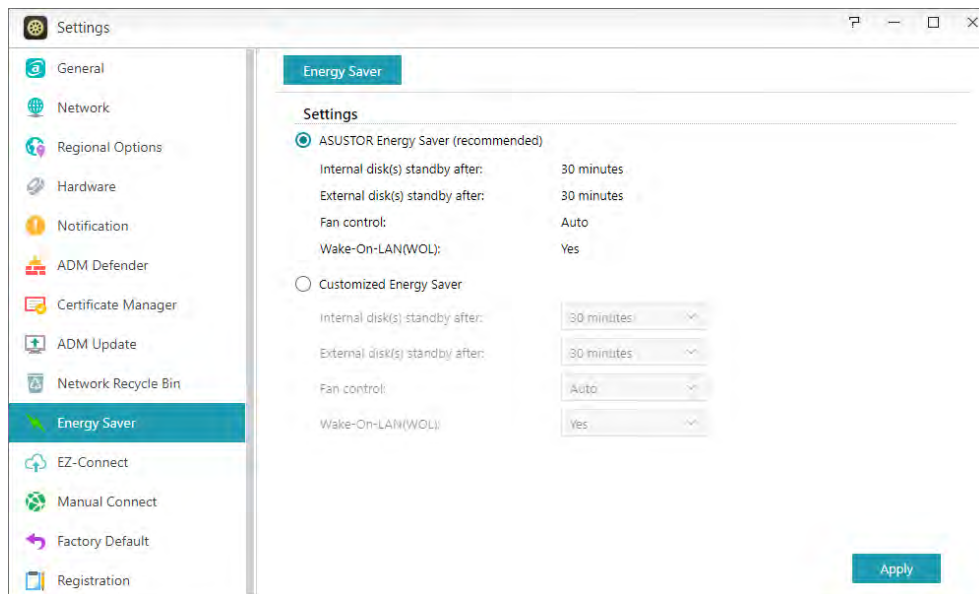 Settings
General
Network
Regional Options
Hardware
Notification
ADM Defender
Certificate Manager
ADM Update
Network Recycle Bin
Energy Saver
EZ-Connect
Manual Connect
Factory Default
Registration
Energy Saver
Settings
ASUSTOR Energy Saver (recommended)
Internal disk(s) standby after: 30 minutes
External disk(s) standby after: 30 minutes
Fan control: Auto
Wake-On-LAN(WOL): Yes
Customized Energy Saver
Internal disk(s) standby after: 30 minutes
External disk(s) standby after: 30 minutes
Fan control: Auto
Wake-On-LAN(WOL): Yes
Apply